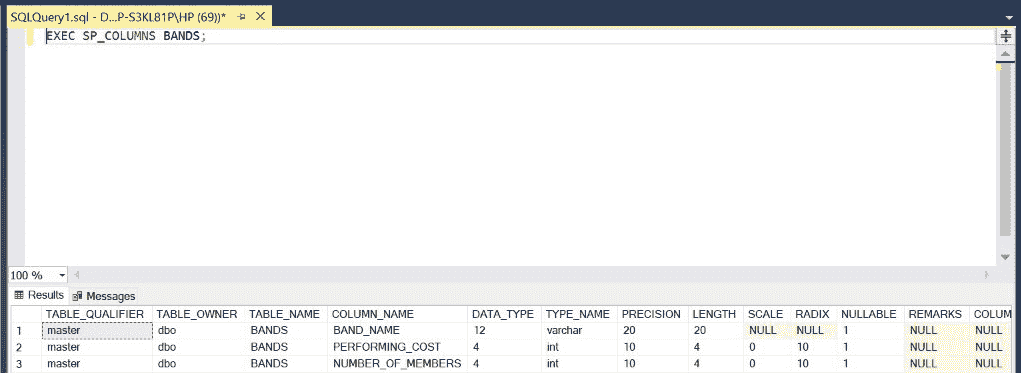 SQLQuery1.sql - D...P-S3KL81P\HP (69))*
EXEC SP_COLUMNS BANDS;
100 %
Results Messages
TABLE_QUALIFIER TABLE_OWNER TABLE_NAME COLUMN_NAME DATA_TYPE TYPE_NAME PRECISION LENGTH SCALE RADIX NULLABLE REMARKS COLUM
1 master dbo BANDS BAND_NAME 12 varchar 20 20 NULL NULL 1 NULL NULL
2 master dbo BANDS PERFORMING_COST 4 int 10 4 0 10 1 NULL NULL
3 master dbo BANDS NUMBER_OF_MEMBERS 4 int 10 4 0 10 1 NULL NULL